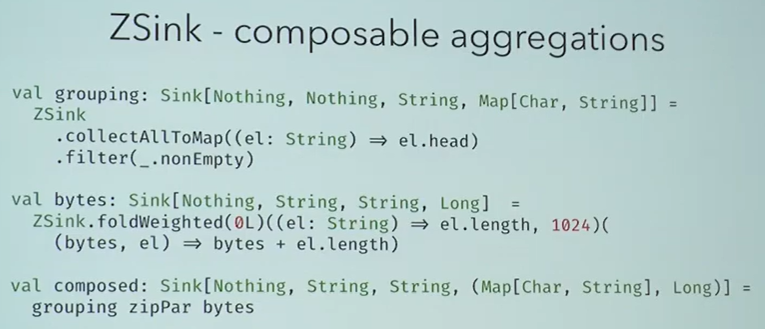 ZSink - composable aggregations
val grouping: Sink[Nothing, Nothing, String, Map[Char, String]] =
  ZSink
    .collectAllToMap((el: String) ⇒ el.head)
    .filter(_.nonEmpty)
val bytes: Sink[Nothing, String, String, Long]  =
  ZSink.foldWeighted(0L)((el: String) ⇒ el.length, 1024)(
    (bytes, el) ⇒ bytes + el.length)
val composed: Sink[Nothing, String, String, (Map[Char, String], Long)] =
  grouping zipPar bytes